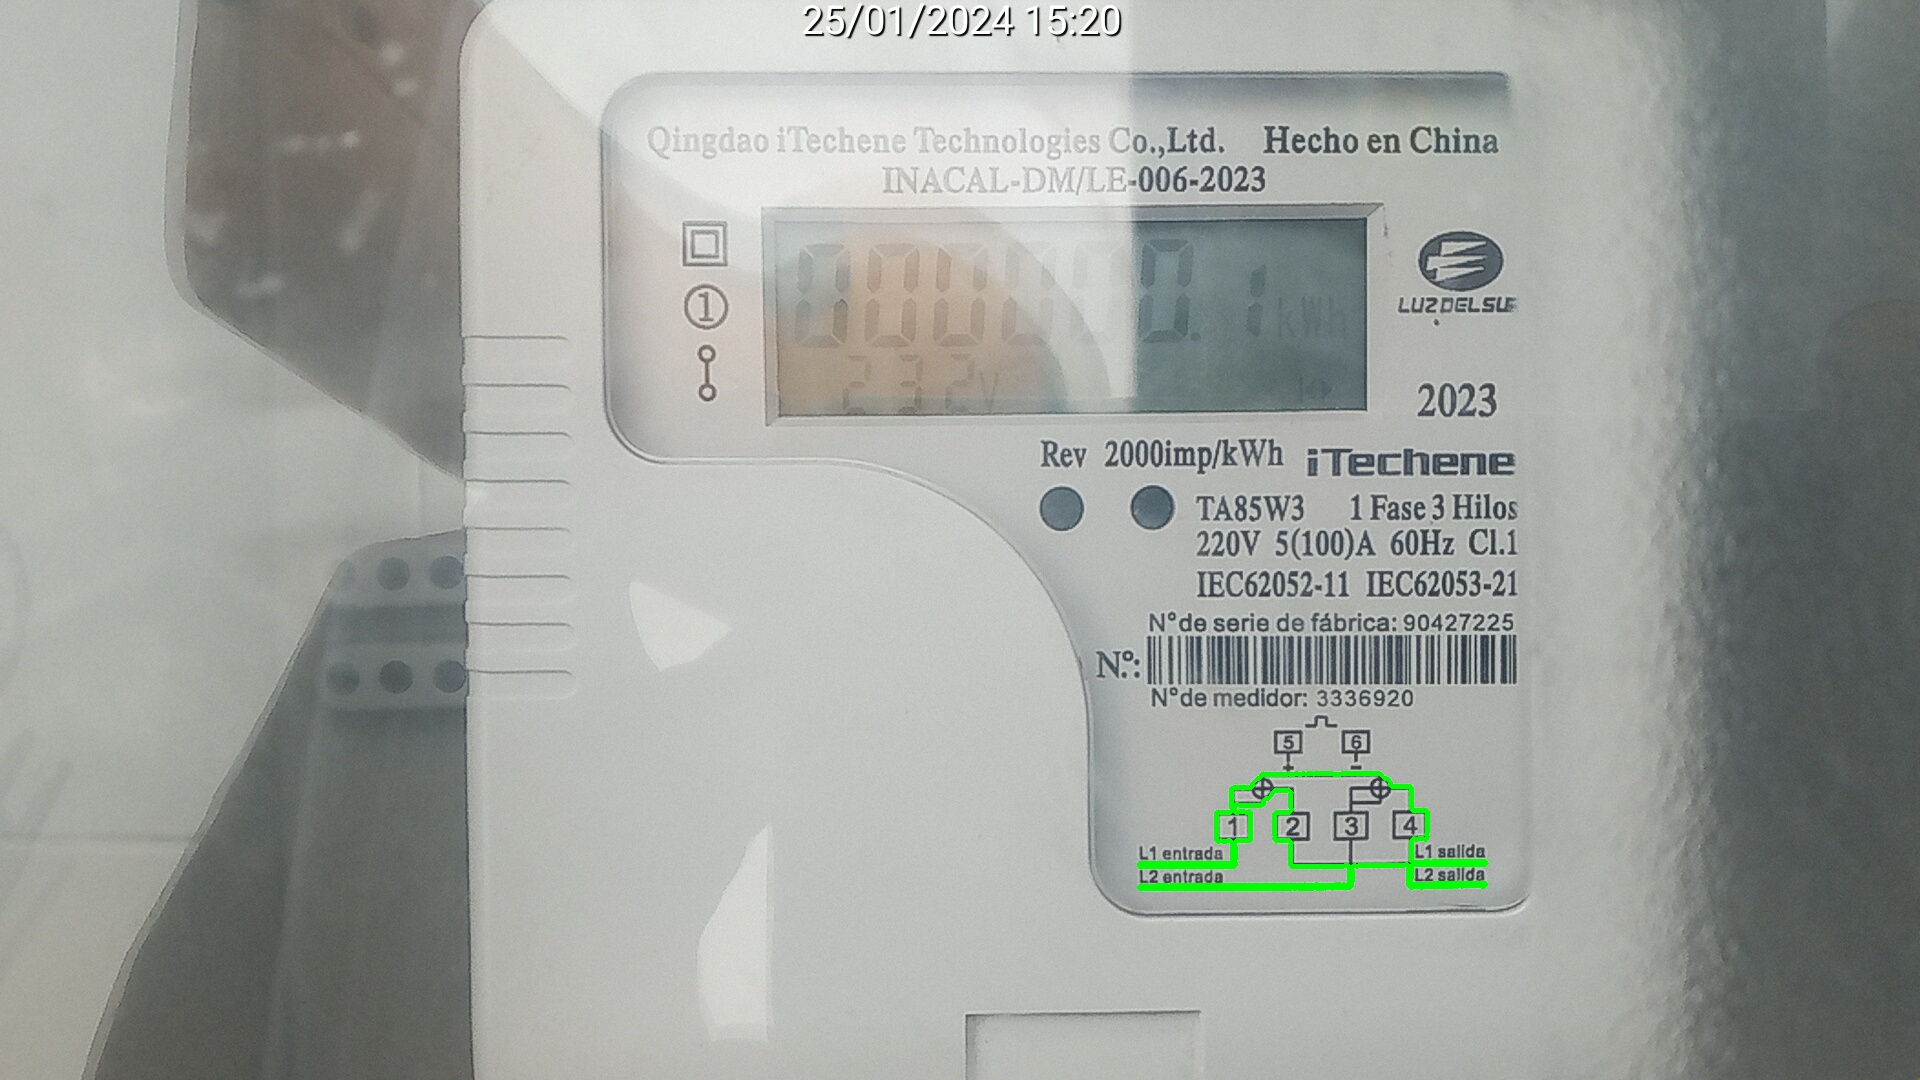 25/01/2024 15:20
Qingdao iTechene Technologies Co.,Ltd. Hecho en China
INACAL-DM/LE-006-2023
1
000000.1 kWh
232V
LUZ DEL SUR
2023
Rev 2000imp/kWh iTechene
TA85W3 1 Fase 3 Hilos
220V 5(100)A 60Hz Cl.1
IEC62052-11 IEC62053-21
N°de serie de fábrica: 90427225
N°:
N°de medidor: 3336920
5 6
+ -
1 2 3 4
L1 entrada L1 salida
L2 entrada L2 salida